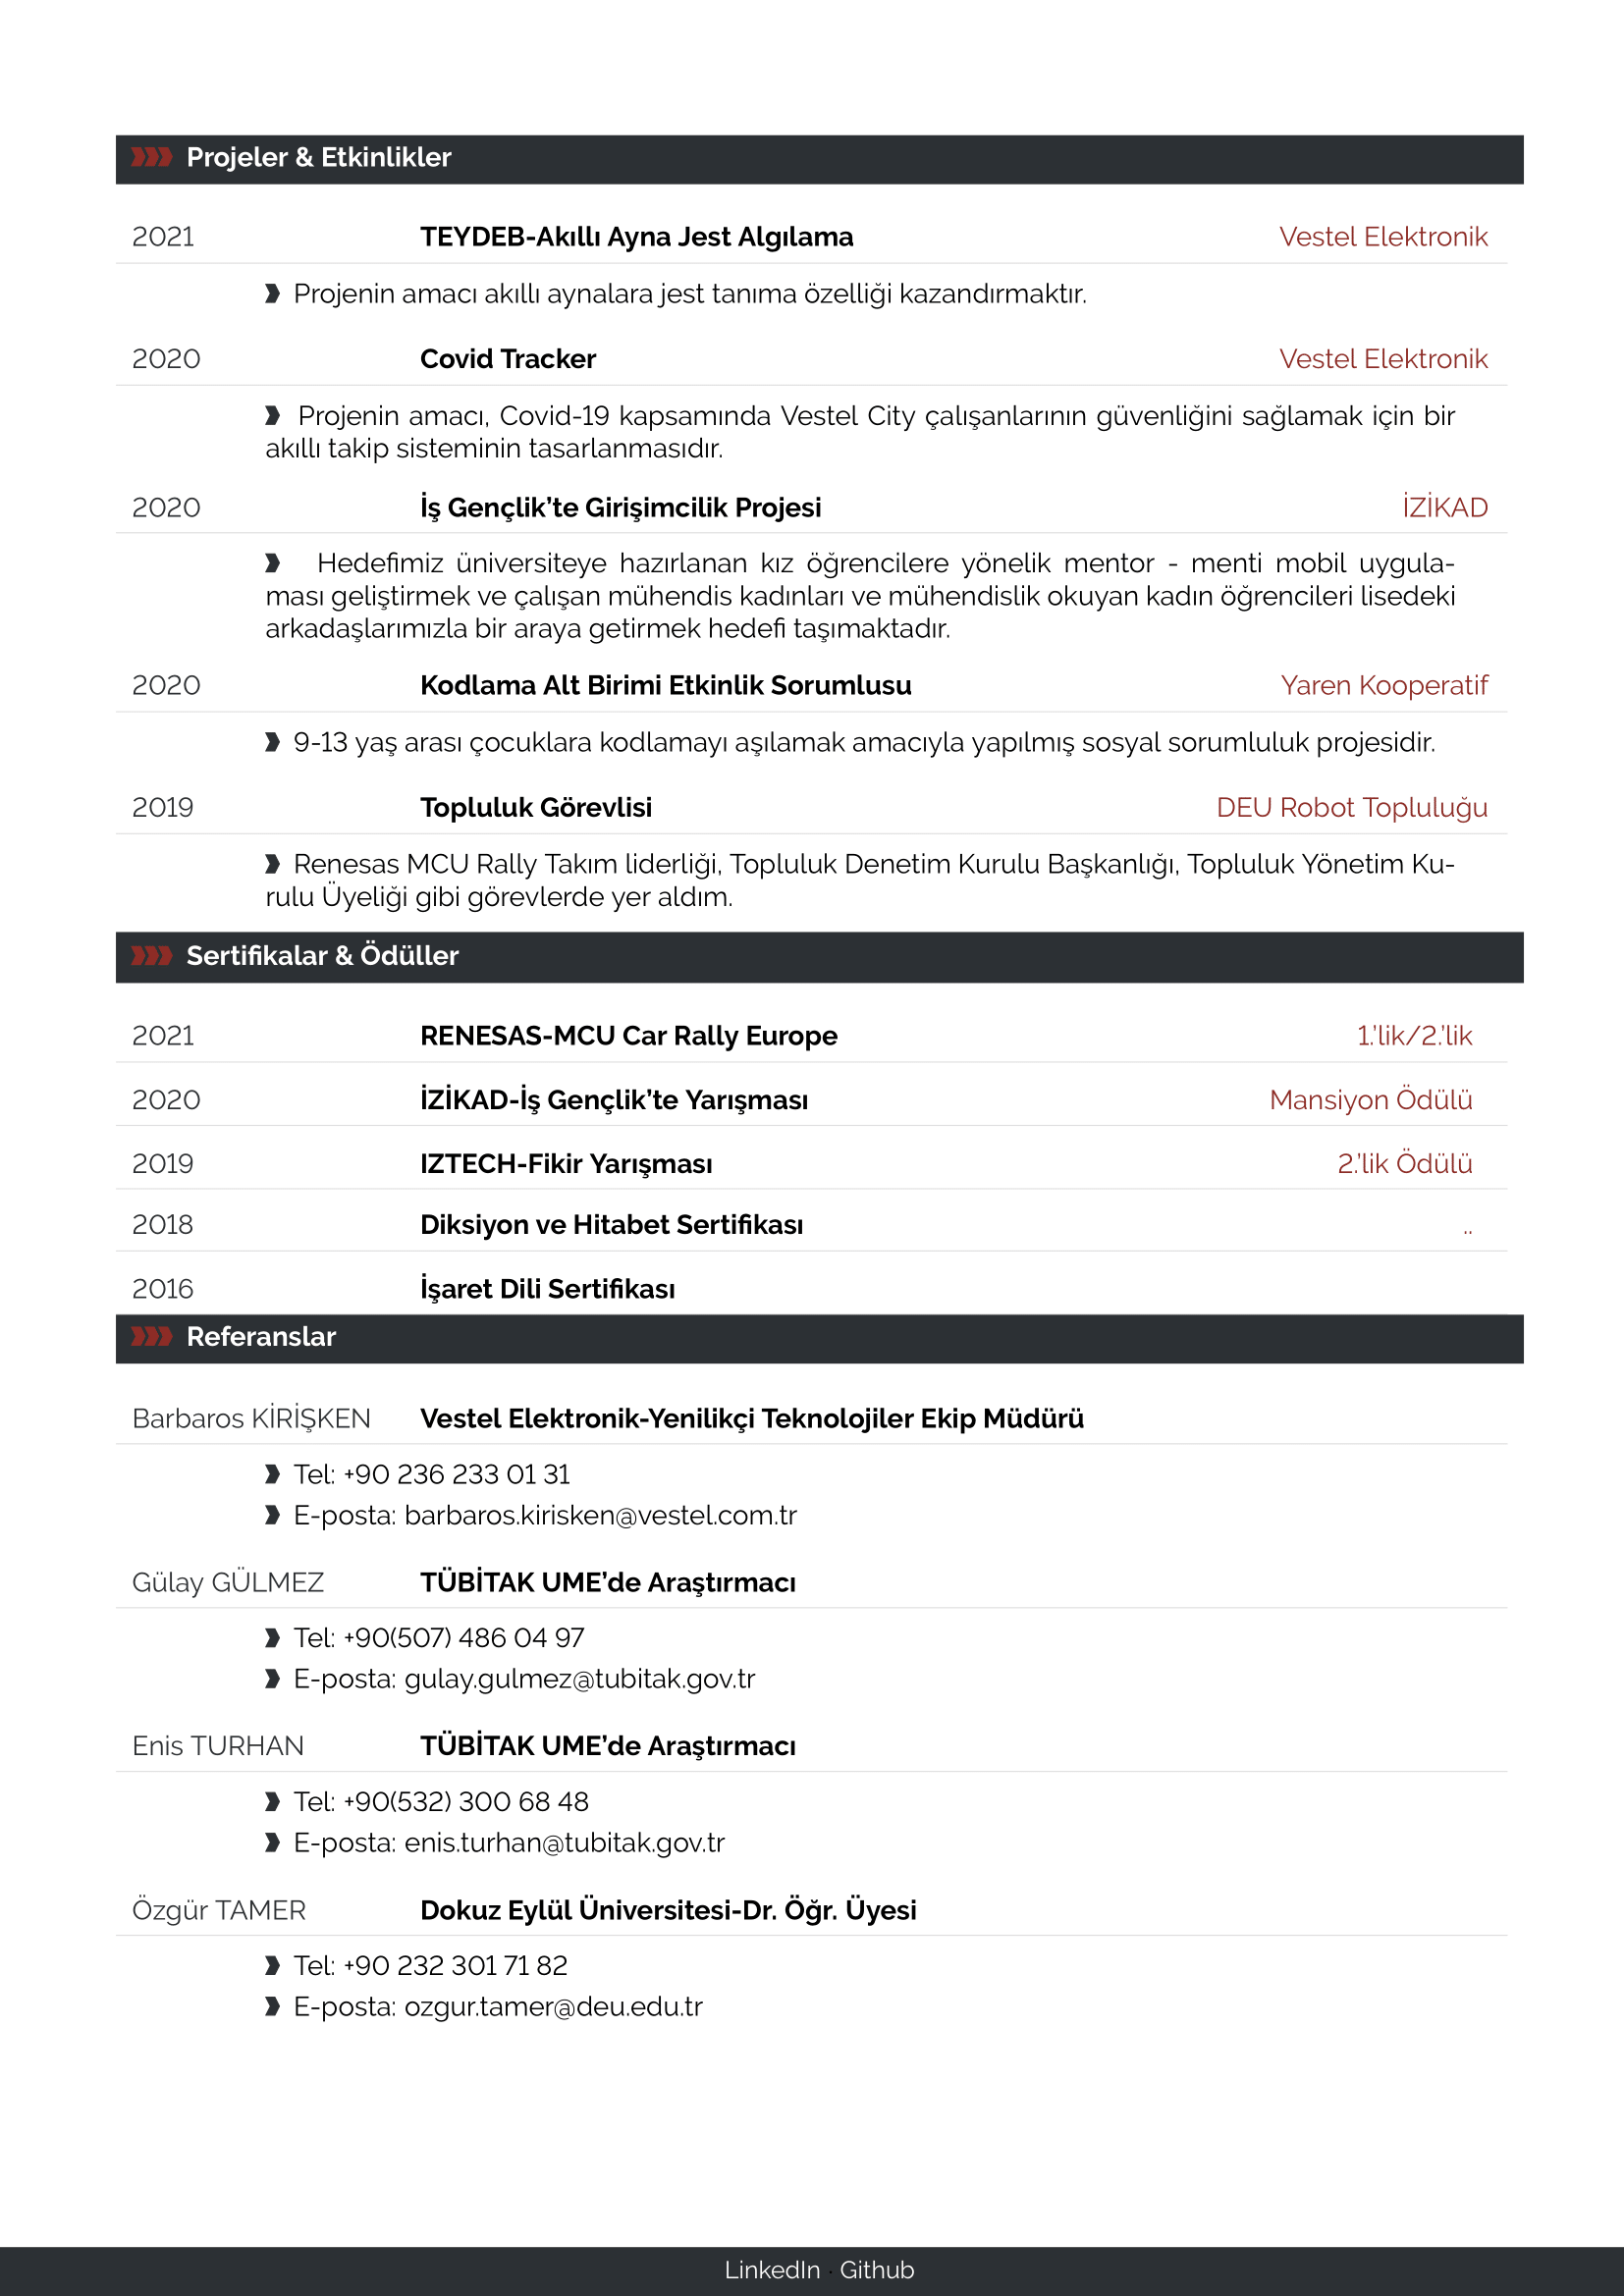 Projeler & Etkinlikler
2021 TEYDEB-Akıllı Ayna Jest Algılama Vestel Elektronik
Projenin amacı akıllı aynalara jest tanıma özelliği kazandırmaktır.
2020 Covid Tracker Vestel Elektronik
Projenin amacı, Covid-19 kapsamında Vestel City çalışanlarının güvenliğini sağlamak için bir
akıllı takip sisteminin tasarlanmasıdır.
2020 İş Gençlik'te Girişimcilik Projesi İZİKAD
Hedefimiz üniversiteye hazırlanan kız öğrencilere yönelik mentor - menti mobil uygula-
ması geliştirmek ve çalışan mühendis kadınları ve mühendislik okuyan kadın öğrencileri lisedeki
arkadaşlarımızla bir araya getirmek hedefi taşımaktadır.
2020 Kodlama Alt Birimi Etkinlik Sorumlusu Yaren Kooperatif
9-13 yaş arası çocuklara kodlamayı aşılamak amacıyla yapılmış sosyal sorumluluk projesidir.
2019 Topluluk Görevlisi DEU Robot Topluluğu
Renesas MCU Rally Takım liderliği, Topluluk Denetim Kurulu Başkanlığı, Topluluk Yönetim Ku-
rulu Üyeliği gibi görevlerde yer aldım.
Sertifikalar & Ödüller
2021 RENESAS-MCU Car Rally Europe 1.'lik/2.'lik
2020 İZİKAD-İş Gençlik'te Yarışması Mansiyon Ödülü
2019 IZTECH-Fikir Yarışması 2.'lik Ödülü
2018 Diksiyon ve Hitabet Sertifikası ..
2016 İşaret Dili Sertifikası
Referanslar
Barbaros KİRİŞKEN Vestel Elektronik-Yenilikçi Teknolojiler Ekip Müdürü
Tel: +90 236 233 01 31
E-posta: barbaros.kirisken@vestel.com.tr
Gülay GÜLMEZ TÜBİTAK UME'de Araştırmacı
Tel: +90(507) 486 04 97
E-posta: gulay.gulmez@tubitak.gov.tr
Enis TURHAN TÜBİTAK UME'de Araştırmacı
Tel: +90(532) 300 68 48
E-posta: enis.turhan@tubitak.gov.tr
Özgür TAMER Dokuz Eylül Üniversitesi-Dr. Öğr. Üyesi
Tel: +90 232 301 71 82
E-posta: ozgur.tamer@deu.edu.tr
LinkedIn · Github